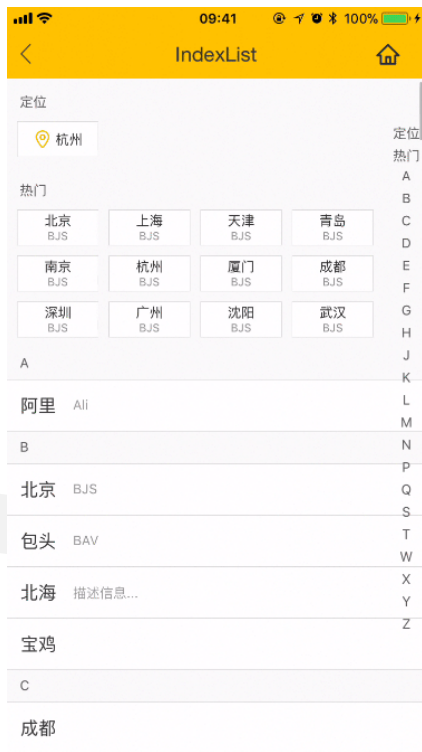 09:41
100%
IndexList
定位
杭州
热门
北京 上海 天津 青岛
BJS BJS BJS BJS
南京 杭州 厦门 成都
BJS BJS BJS BJS
深圳 广州 沈阳 武汉
BJS BJS BJS BJS
A
阿里 Ali
B
北京 BJS
包头 BAV
北海 描述信息...
宝鸡
C
成都
定位
热门
A
B
C
D
E
F
G
H
J
K
L
M
N
P
Q
S
T
W
X
Y
Z